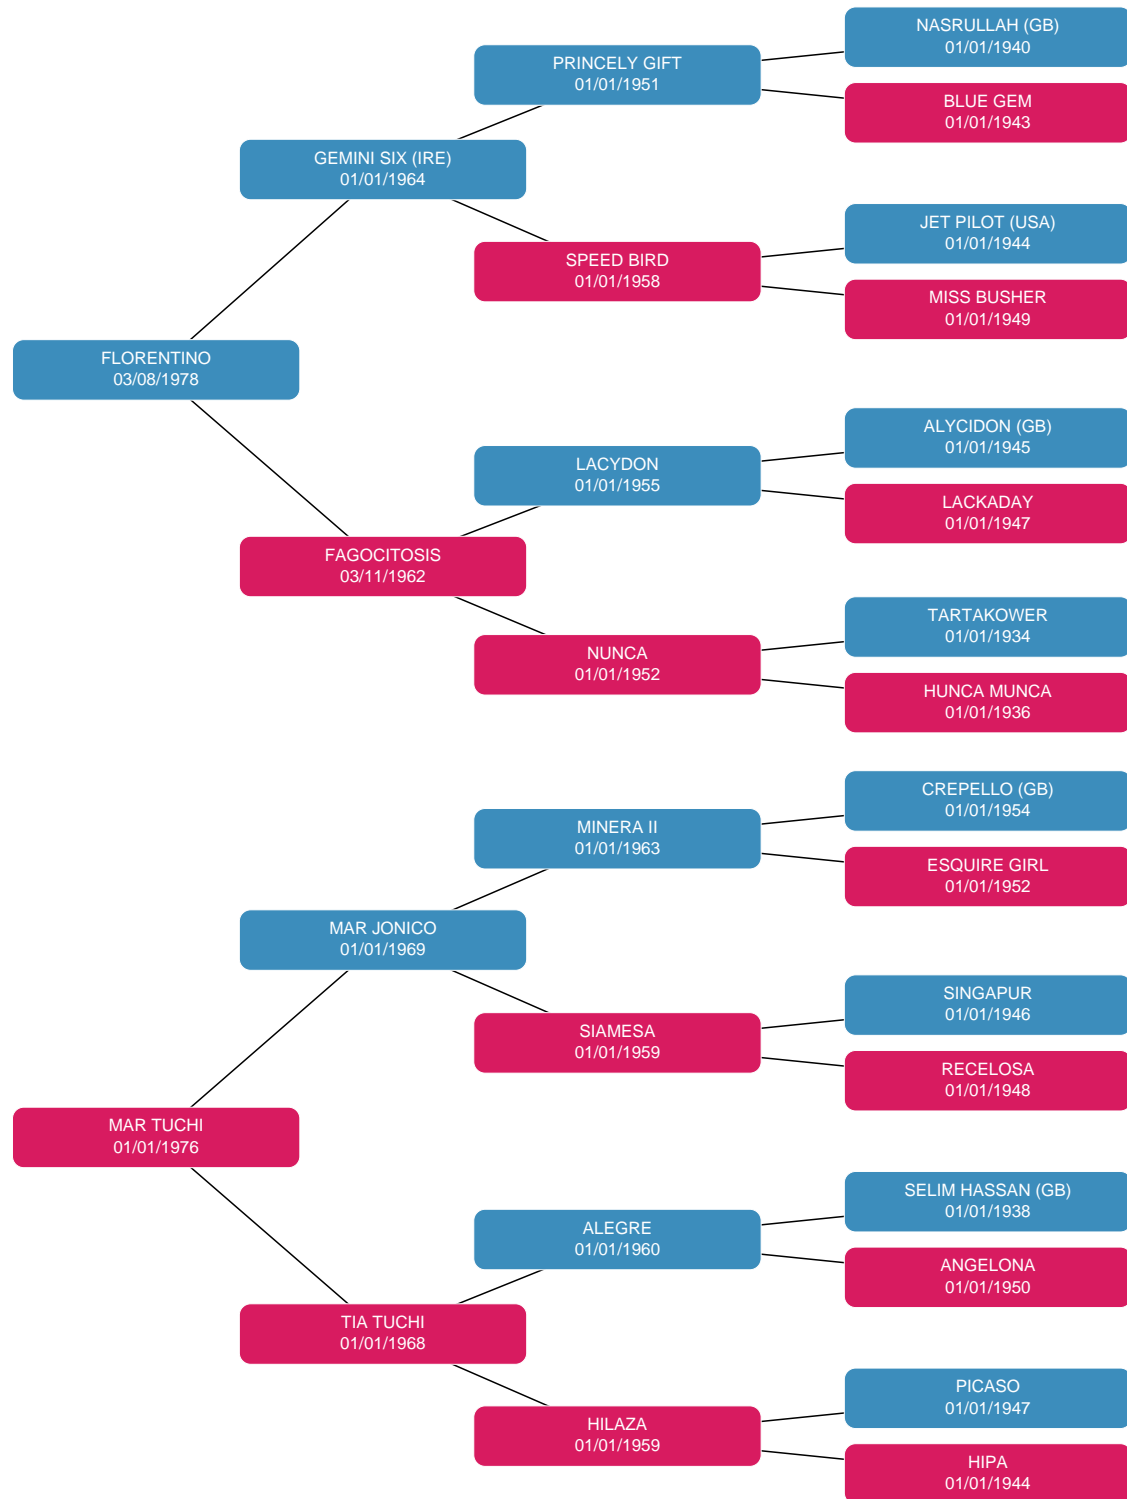 NASRULLAH (GB)
01/01/1940
PRINCELY GIFT
01/01/1951
BLUE GEM
01/01/1943
GEMINI SIX (IRE)
01/01/1964
JET PILOT (USA)
01/01/1944
SPEED BIRD
01/01/1958
MISS BUSHER
01/01/1949
FLORENTINO
03/08/1978
ALYCIDON (GB)
01/01/1945
LACYDON
01/01/1955
LACKADAY
01/01/1947
FAGOCITOSIS
03/11/1962
TARTAKOWER
01/01/1934
NUNCA
01/01/1952
HUNCA MUNCA
01/01/1936
CREPELLO (GB)
01/01/1954
MINERA II
01/01/1963
ESQUIRE GIRL
01/01/1952
MAR JONICO
01/01/1969
SINGAPUR
01/01/1946
SIAMESA
01/01/1959
RECELOSA
01/01/1948
MAR TUCHI
01/01/1976
SELIM HASSAN (GB)
01/01/1938
ALEGRE
01/01/1960
ANGELONA
01/01/1950
TIA TUCHI
01/01/1968
PICASO
01/01/1947
HILAZA
01/01/1959
HIPA
01/01/1944